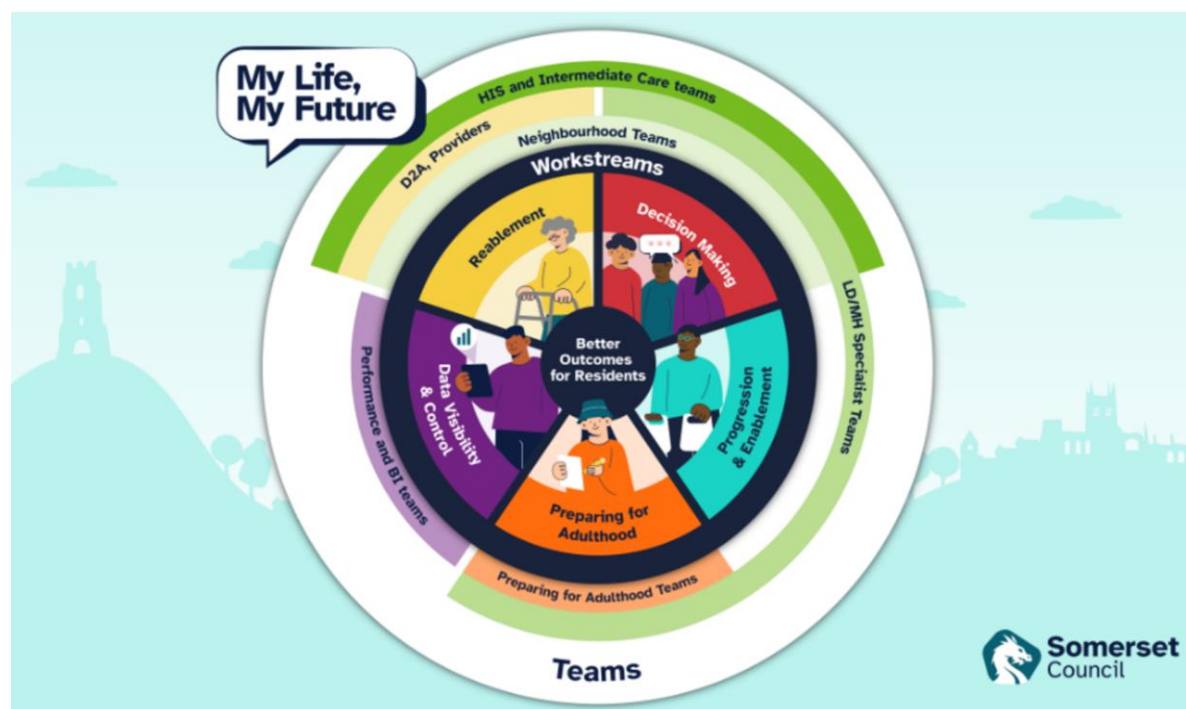 My Life,
My Future
HIS and Intermediate Care teams
D2A, Providers
Neighbourhood Teams
Workstreams
Reablement
Decision Making
LD/MH Specialist Teams
Better
Outcomes
for Residents
Performance and BI teams
Data Visibility
& Control
Progression
& Enablement
Preparing for
Adulthood
Preparing for Adulthood Teams
Teams
Somerset
Council